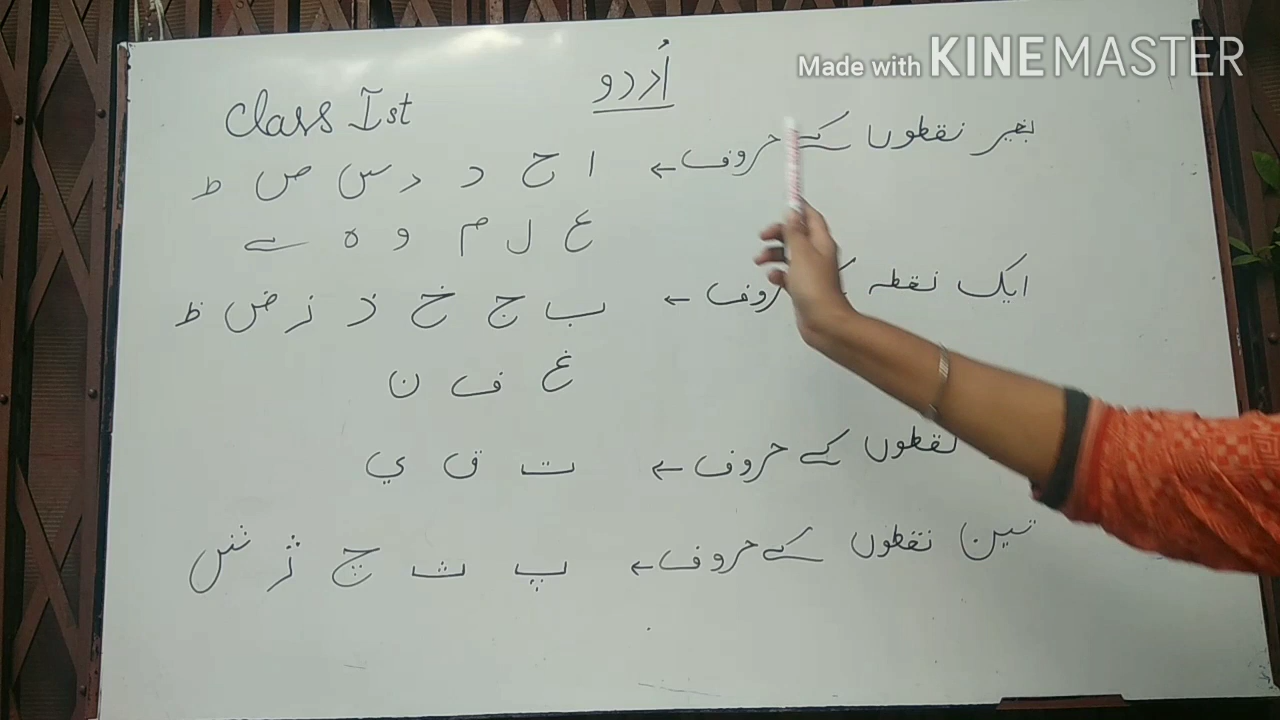 Made with KINEMASTER
اُردو
Class Ist
بغیر نقطوں کے حروف ← ا ح د ر س ص ط
ع ل م و ہ ے
ایک نقطہ حروف ← ب ج خ ذ ز ض ظ
غ ف ن
نقطوں کے حروف ← ت ق ي
تین نقطوں کے حروف ← پ ث چ ژ ش